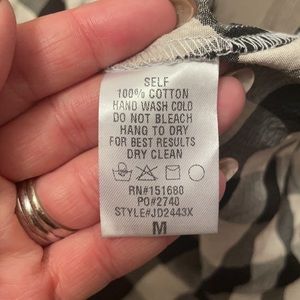 SELF
100% COTTON
HAND WASH COLD
DO NOT BLEACH
HANG TO DRY
FOR BEST RESULTS
DRY CLEAN
RN#151680
PO#2740
STYLE#JD2443X
M